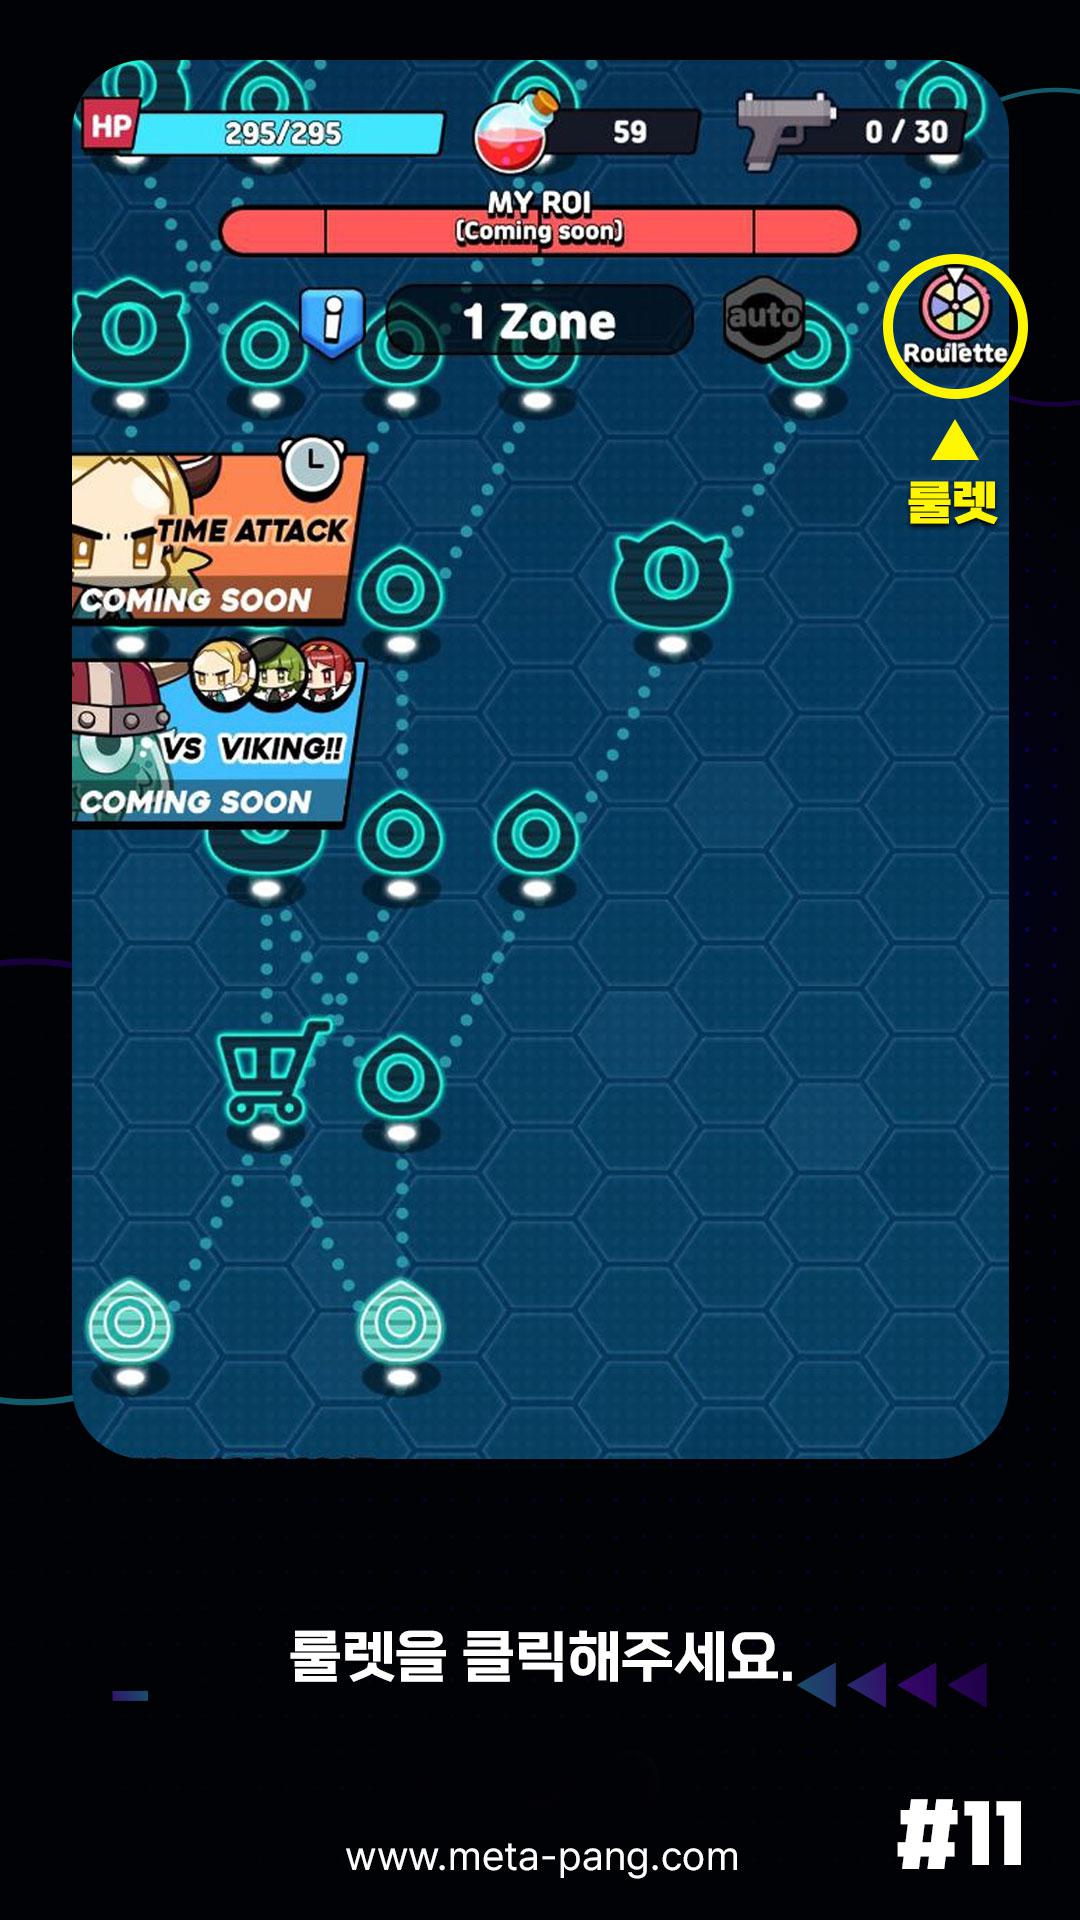 HP
295/295
59
0 / 30
MY ROI
(Coming soon)
1 Zone
auto
Roulette
룰렛
TIME ATTACK
COMING SOON
VS VIKING!!
COMING SOON
룰렛을 클릭해주세요.
#11
www.meta-pang.com